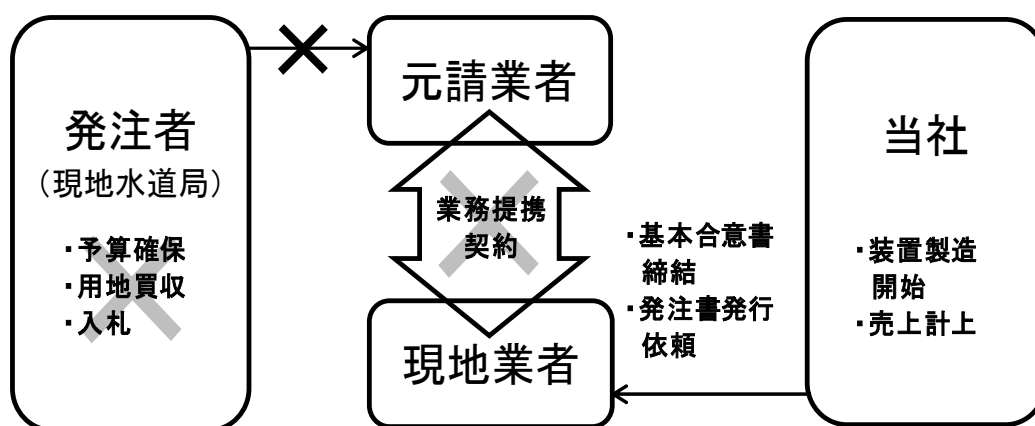 発注者
（現地水道局）
・予算確保
・用地買収
・入札
元請業者
業務提携
契約
現地業者
・基本合意書
締結
・発注書発行
依頼
当社
・装置製造
開始
・売上計上